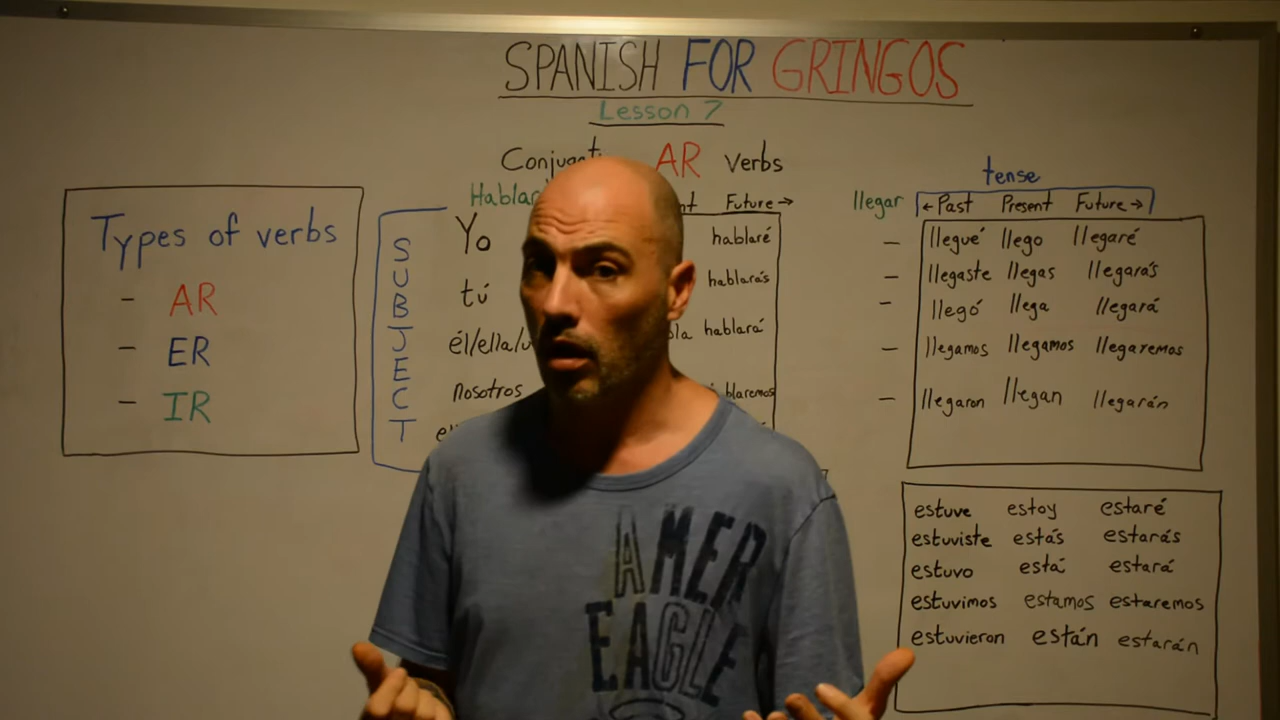 SPANISH FOR GRINGOS
Lesson 7
AR Verbs
Types of verbs
- AR
- ER
- IR
SUBJECT
Future →
Yo hablaré
tú hablarás
él/ella/ hablará
nosotros
tense
llegar ← Past Present Future →
- llegué llego llegaré
- llegaste llegas llegarás
- llegó llega llegará
- llegamos llegamos llegaremos
- llegaron llegan llegarán
estuve estoy estaré
estuviste estás estarás
estuvo está estará
estuvimos estamos estaremos
estuvieron están estarán
AMER
EAGLE